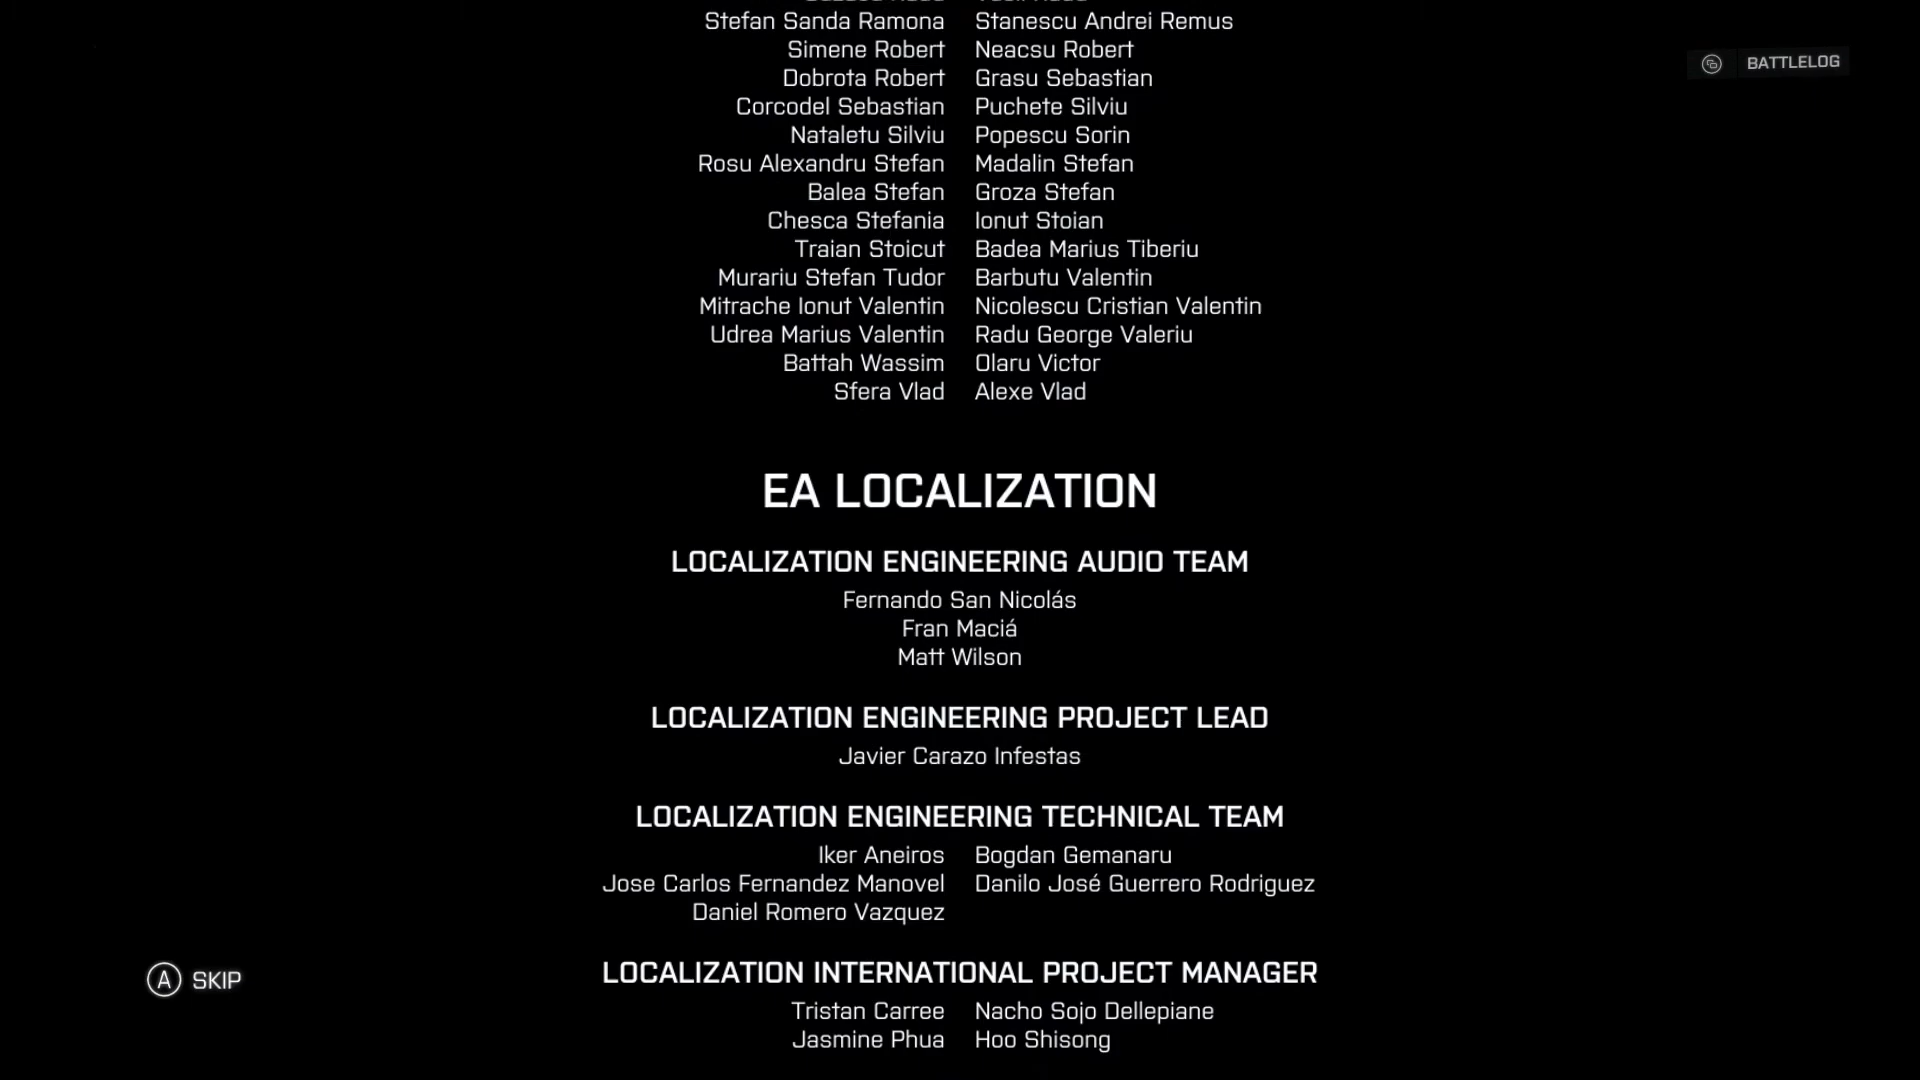 Stefan Sanda Ramona Stanescu Andrei Remus
Simene Robert Neacsu Robert
BATTLELOG
Dobrota Robert Grasu Sebastian
Corcodel Sebastian Puchete Silviu
Nataletu Silviu Popescu Sorin
Rosu Alexandru Stefan Madalin Stefan
Balea Stefan Groza Stefan
Chesca Stefania Ionut Stoian
Traian Stoicut Badea Marius Tiberiu
Murariu Stefan Tudor Barbutu Valentin
Mitrache Ionut Valentin Nicolescu Cristian Valentin
Udrea Marius Valentin Radu George Valeriu
Battah Wassim Olaru Victor
Sfera Vlad Alexe Vlad
EA LOCALIZATION
LOCALIZATION ENGINEERING AUDIO TEAM
Fernando San Nicolás
Fran Maciá
Matt Wilson
LOCALIZATION ENGINEERING PROJECT LEAD
Javier Carazo Infestas
LOCALIZATION ENGINEERING TECHNICAL TEAM
Iker Aneiros Bogdan Gemanaru
Jose Carlos Fernandez Manovel Danilo José Guerrero Rodriguez
Daniel Romero Vazquez
LOCALIZATION INTERNATIONAL PROJECT MANAGER
A SKIP
Tristan Carree Nacho Sojo Dellepiane
Jasmine Phua Hoo Shisong